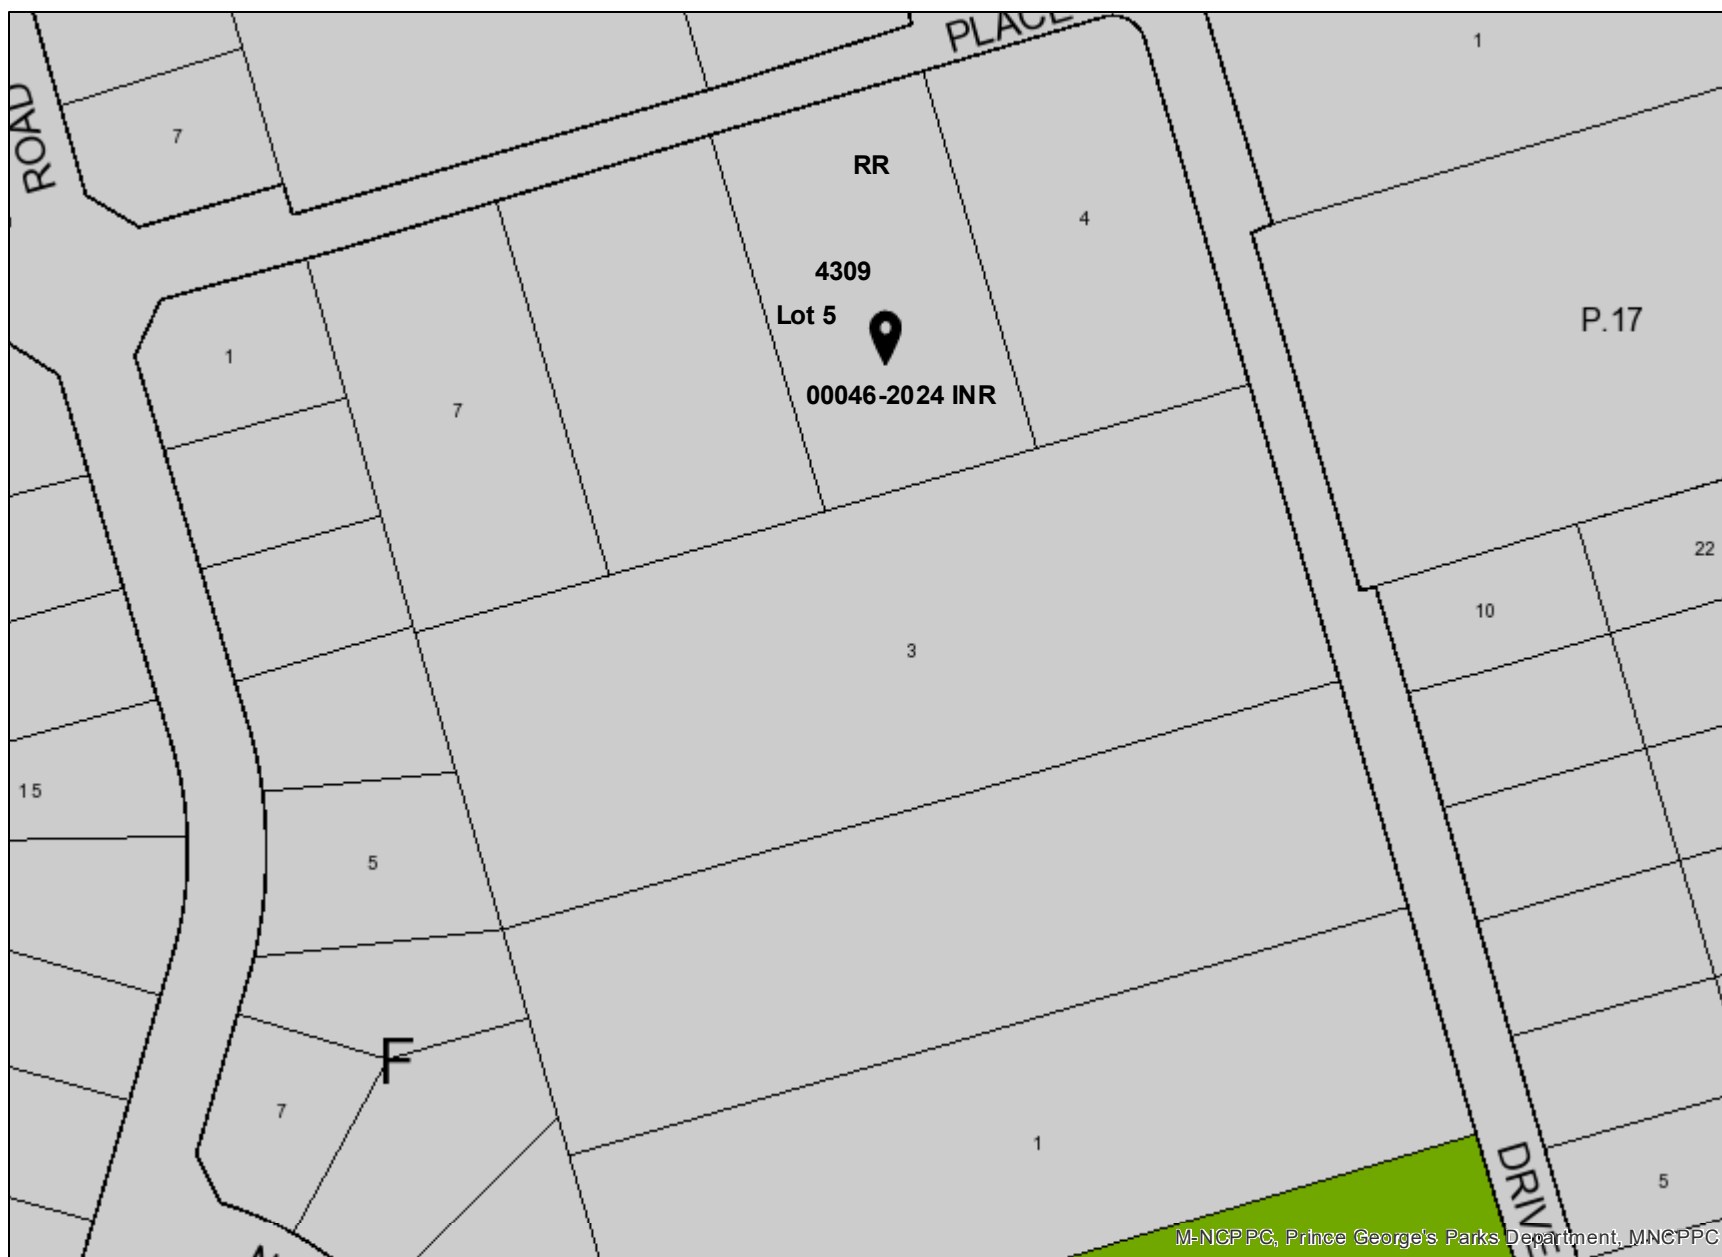 PLACE
1
ROAD
7
RR
4
4309
Lot 5
P.17
1
00046-2024 INR
7
22
10
3
15
5
F
7
1
DRIVE
5
M-NCPPC, Prince George's Parks Department, MNCPPC